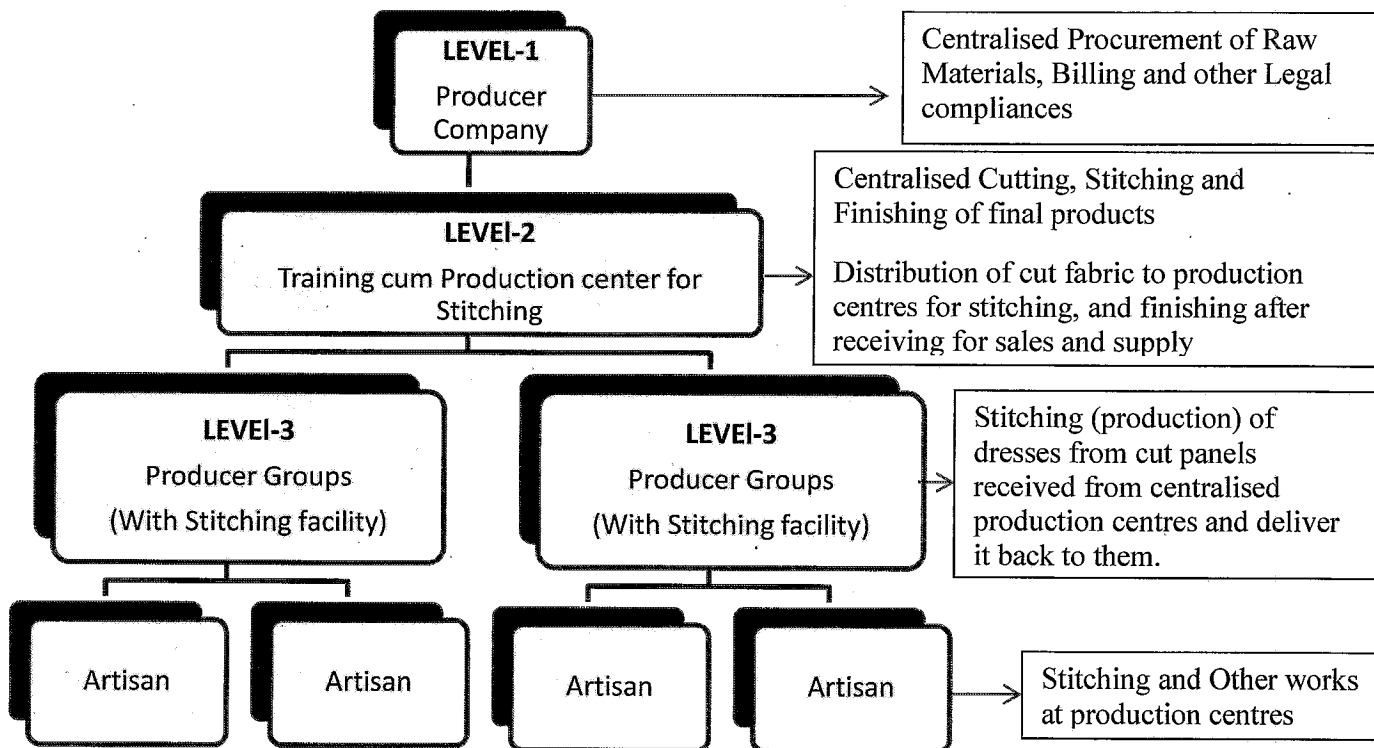 LEVEL-1
Producer
Company
Centralised Procurement of Raw
Materials, Billing and other Legal
compliances
LEVEl-2
Training cum Production center for
Stitching
Centralised Cutting, Stitching and
Finishing of final products
Distribution of cut fabric to production
centres for stitching, and finishing after
receiving for sales and supply
LEVEl-3
Producer Groups
(With Stitching facility)
LEVEl-3
Producer Groups
(With Stitching facility)
Stitching (production) of
dresses from cut panels
received from centralised
production centres and deliver
it back to them.
Artisan
Artisan
Artisan
Artisan
Stitching and Other works
at production centres